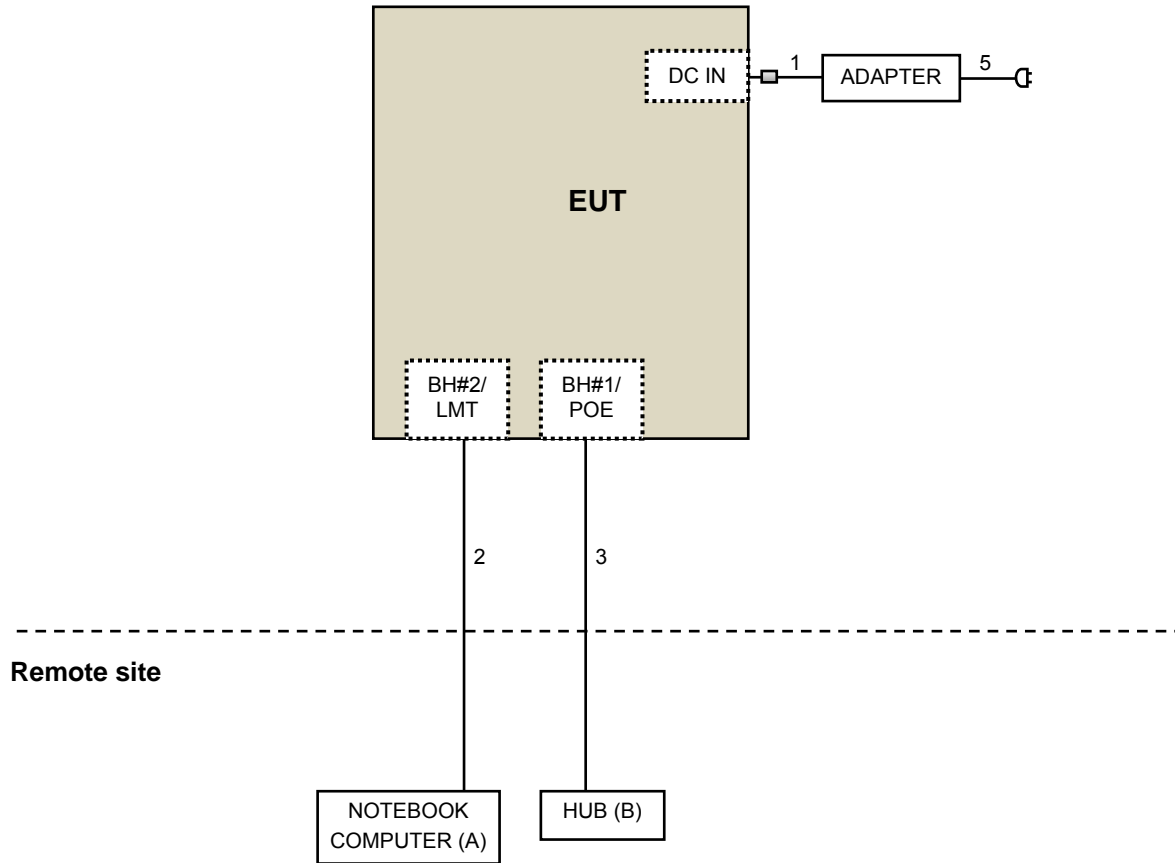 DC IN
1
ADAPTER
5
EUT
BH#2/
LMT
BH#1/
POE
2
3
Remote site
NOTEBOOK
COMPUTER (A)
HUB (B)